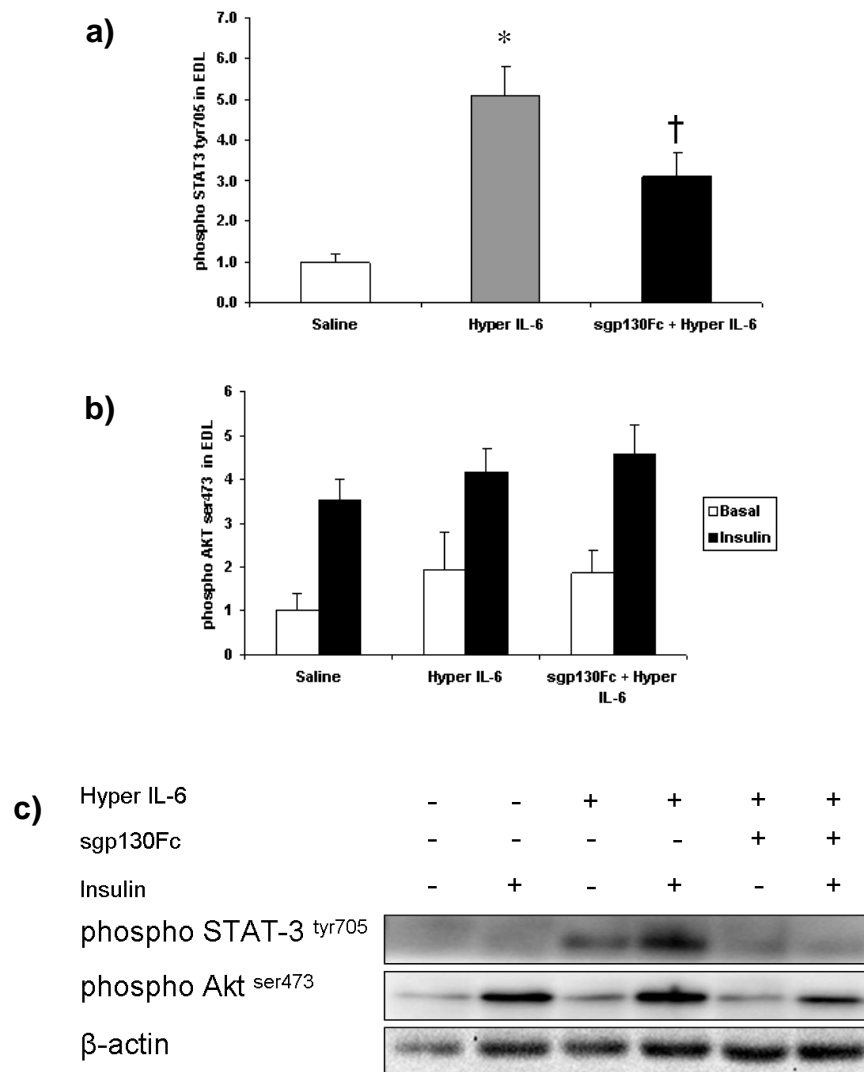 a)
phospho STAT3 tyr705 in EDL
7.0
6.0
5.0
4.0
3.0
2.0
1.0
0.0
*
†
Saline
Hyper IL-6
sgp130Fc + Hyper IL-6
b)
phospho AKT ser473 in EDL
6
5
4
3
2
1
0
Basal
Insulin
Saline
Hyper IL-6
sgp130Fc + Hyper
IL-6
c)
Hyper IL-6 - - + + + +
sgp130Fc - - - - + +
Insulin - + - + - +
phospho STAT-3 tyr705
phospho Akt ser473
β-actin